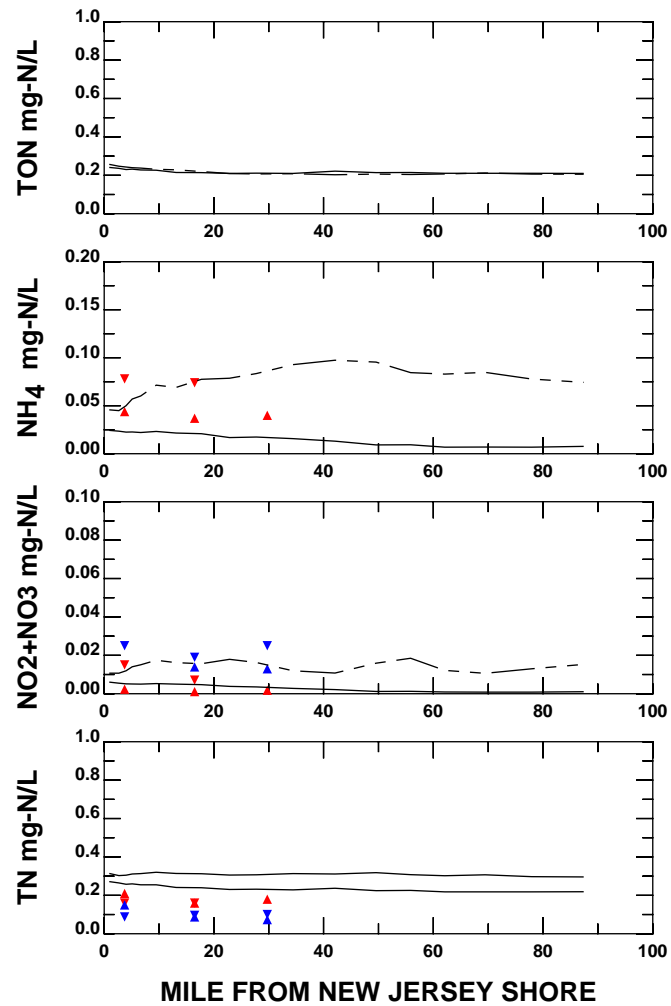 TON mg-N/L
1.0
0.8
0.6
0.4
0.2
0.0
0 20 40 60 80 100
NH4 mg-N/L
0.20
0.15
0.10
0.05
0.00
0 20 40 60 80 100
NO2+NO3 mg-N/L
0.10
0.08
0.06
0.04
0.02
0.00
0 20 40 60 80 100
TN mg-N/L
1.0
0.8
0.6
0.4
0.2
0.0
0 20 40 60 80 100
MILE FROM NEW JERSEY SHORE